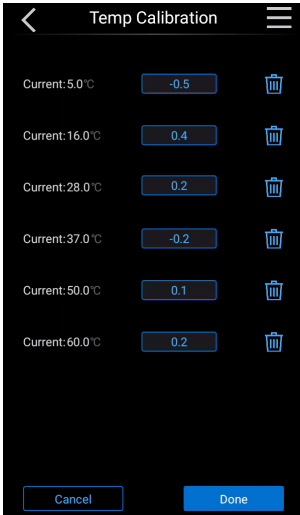 Temp Calibration
Current:5.0℃ -0.5
Current:16.0℃ 0.4
Current:28.0℃ 0.2
Current:37.0℃ -0.2
Current:50.0℃ 0.1
Current:60.0℃ 0.2
Cancel Done